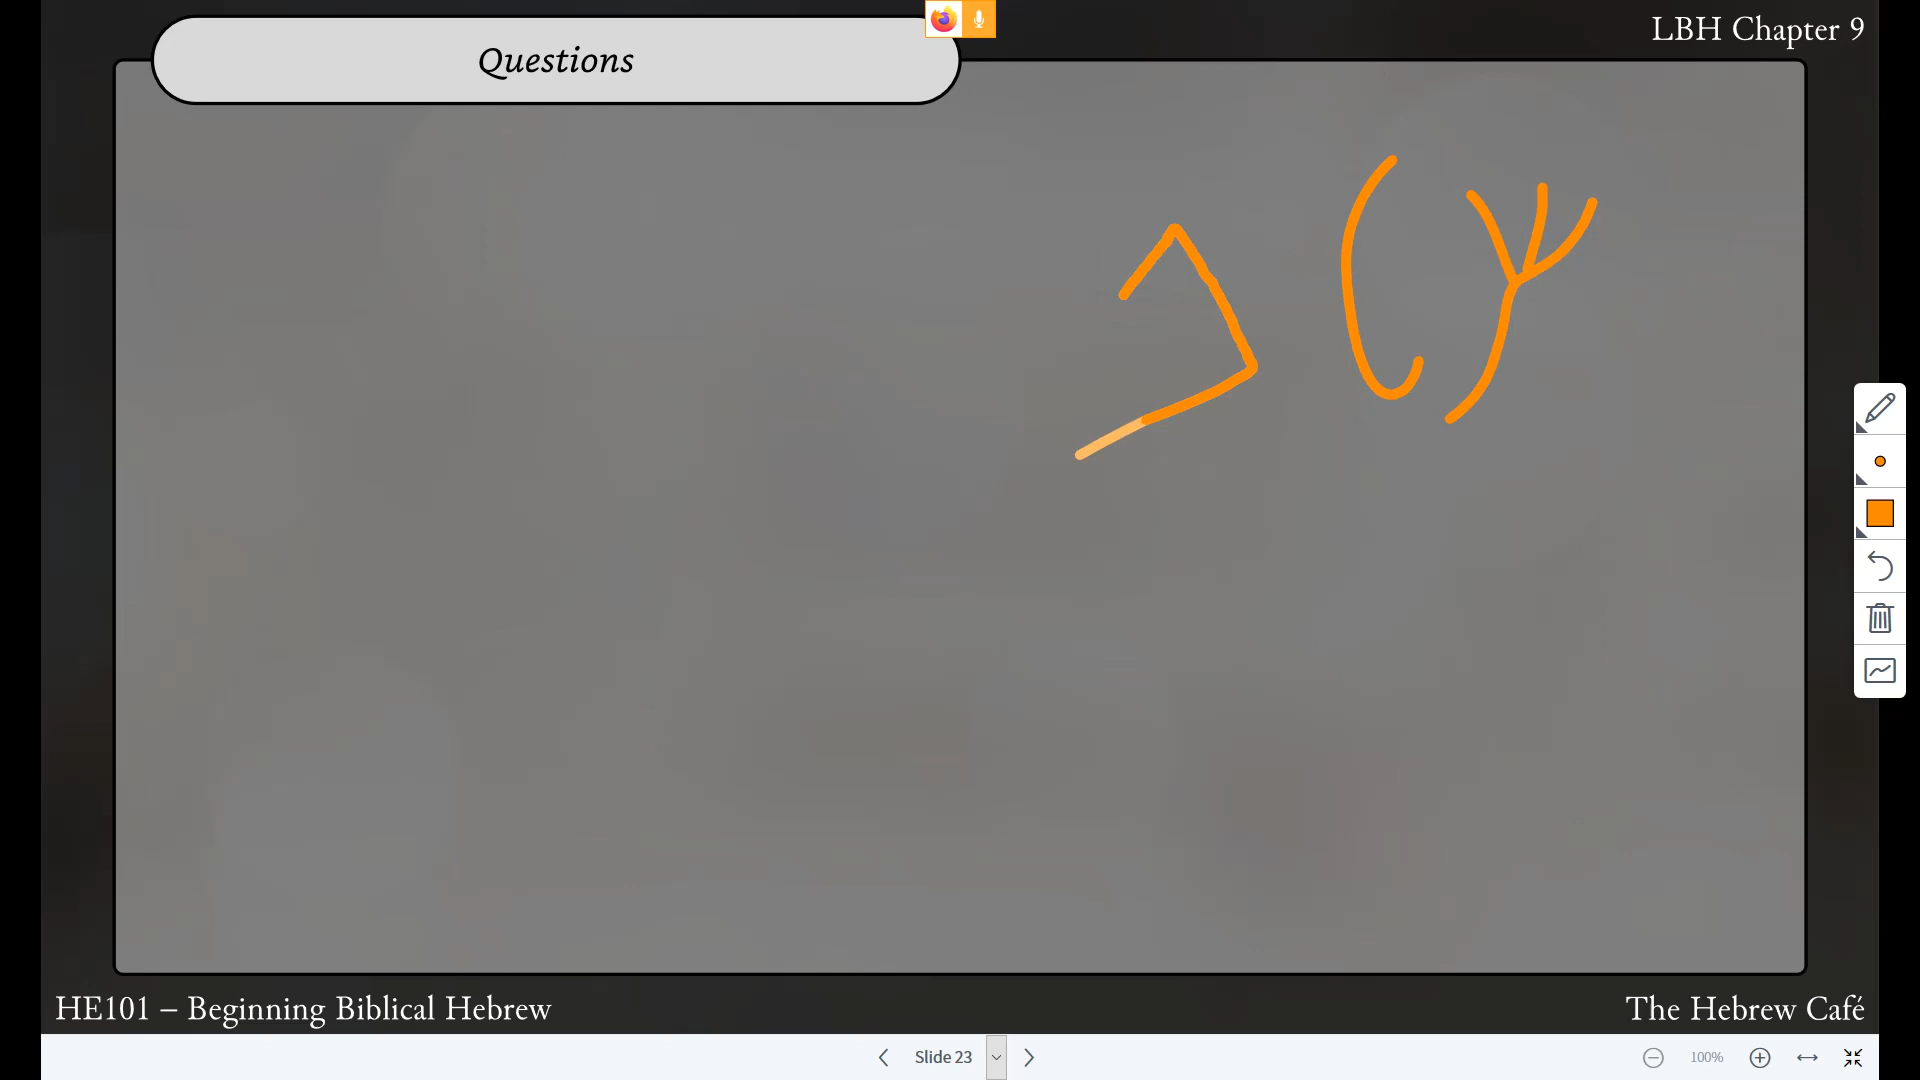 Questions
LBH Chapter 9
HE101 – Beginning Biblical Hebrew
The Hebrew Café
Slide 23
100%